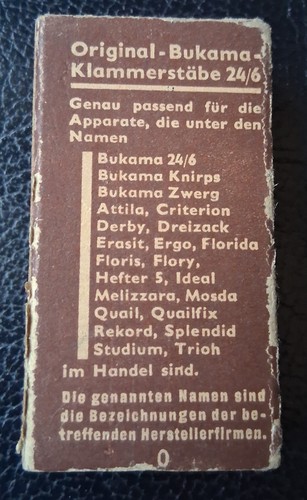 Original-Bukama-
Klammerstäbe 24/6
Genau passend für die
Apparate, die unter den
Namen
Bukama 24/6
Bukama Knirps
Bukama Zwerg
Attila, Criterion
Derby, Dreizack
Erasit, Ergo, Florida
Floris, Flory,
Hefter 5, Ideal
Melizzara, Mosda
Quail, Quailfix
Rekord, Splendid
Studium, Trioh
im Handel sind.
Die genannten Namen sind
die Bezeichnungen der be-
treffenden Herstellerfirmen.
0